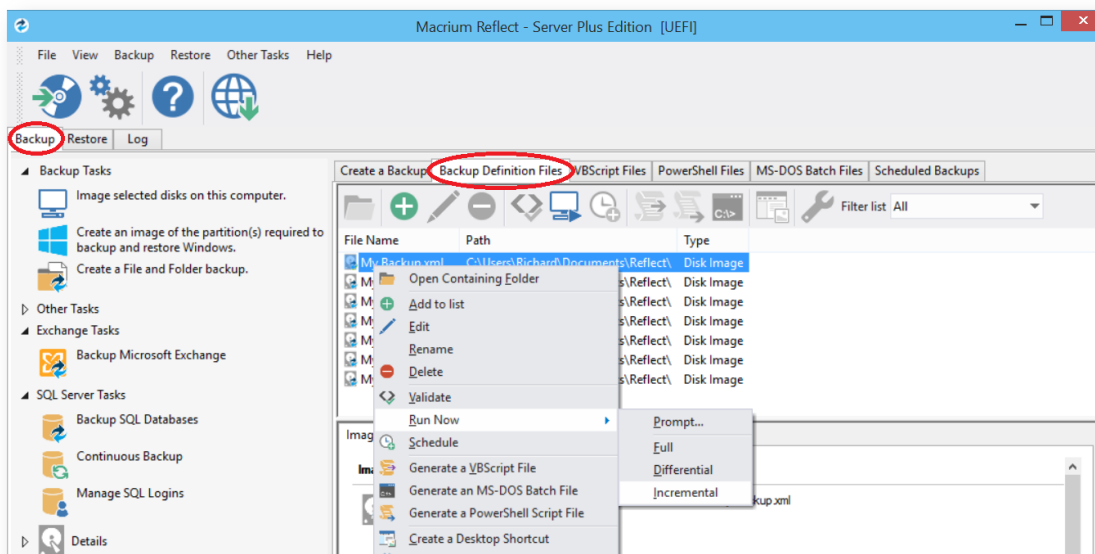 Macrium Reflect - Server Plus Edition [UEFI]
File View Backup Restore Other Tasks Help
Backup Restore Log
Backup Tasks
Image selected disks on this computer.
Create an image of the partition(s) required to
backup and restore Windows.
Create a File and Folder backup.
Other Tasks
Exchange Tasks
Backup Microsoft Exchange
SQL Server Tasks
Backup SQL Databases
Continuous Backup
Manage SQL Logins
Details
Create a Backup Backup Definition Files VBScript Files PowerShell Files MS-DOS Batch Files Scheduled Backups
C:\>
Filter list All
File Name Path Type
My Backup.xml C:\Users\Richard\Documents\Reflect\ Disk Image
s\Reflect\ Disk Image
s\Reflect\ Disk Image
s\Reflect\ Disk Image
s\Reflect\ Disk Image
s\Reflect\ Disk Image
s\Reflect\ Disk Image
Open Containing Folder
Add to list
Edit
Rename
Delete
Validate
Run Now
Schedule
Generate a VBScript File
Generate an MS-DOS Batch File
Generate a PowerShell Script File
Create a Desktop Shortcut
Prompt...
Full
Differential
Incremental
kup.xml